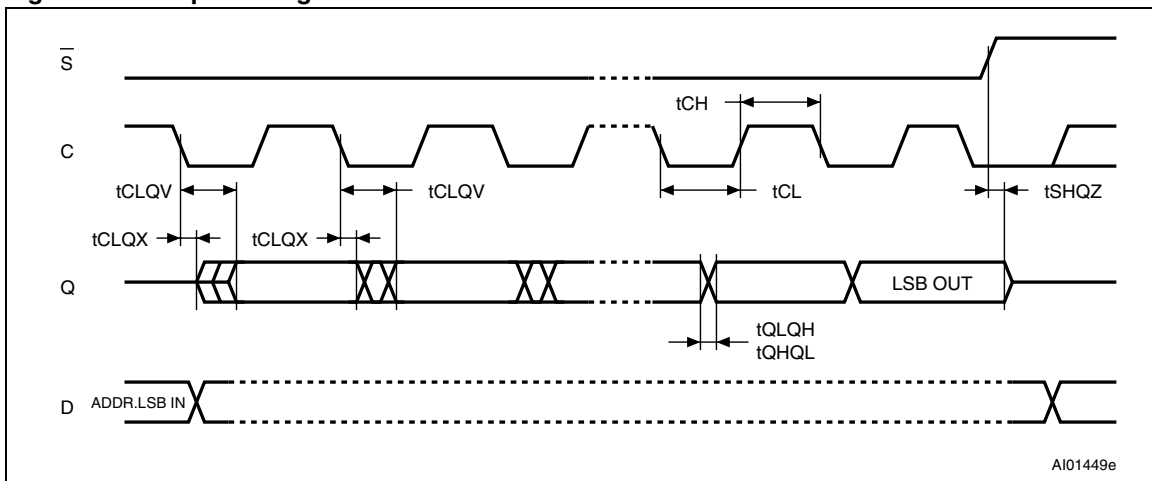 S̅
tCH
C
tCLQV
tCLQV
tCL
tSHQZ
tCLQX
tCLQX
Q
LSB OUT
tQLQH
tQHQL
D
ADDR.LSB IN
AI01449e